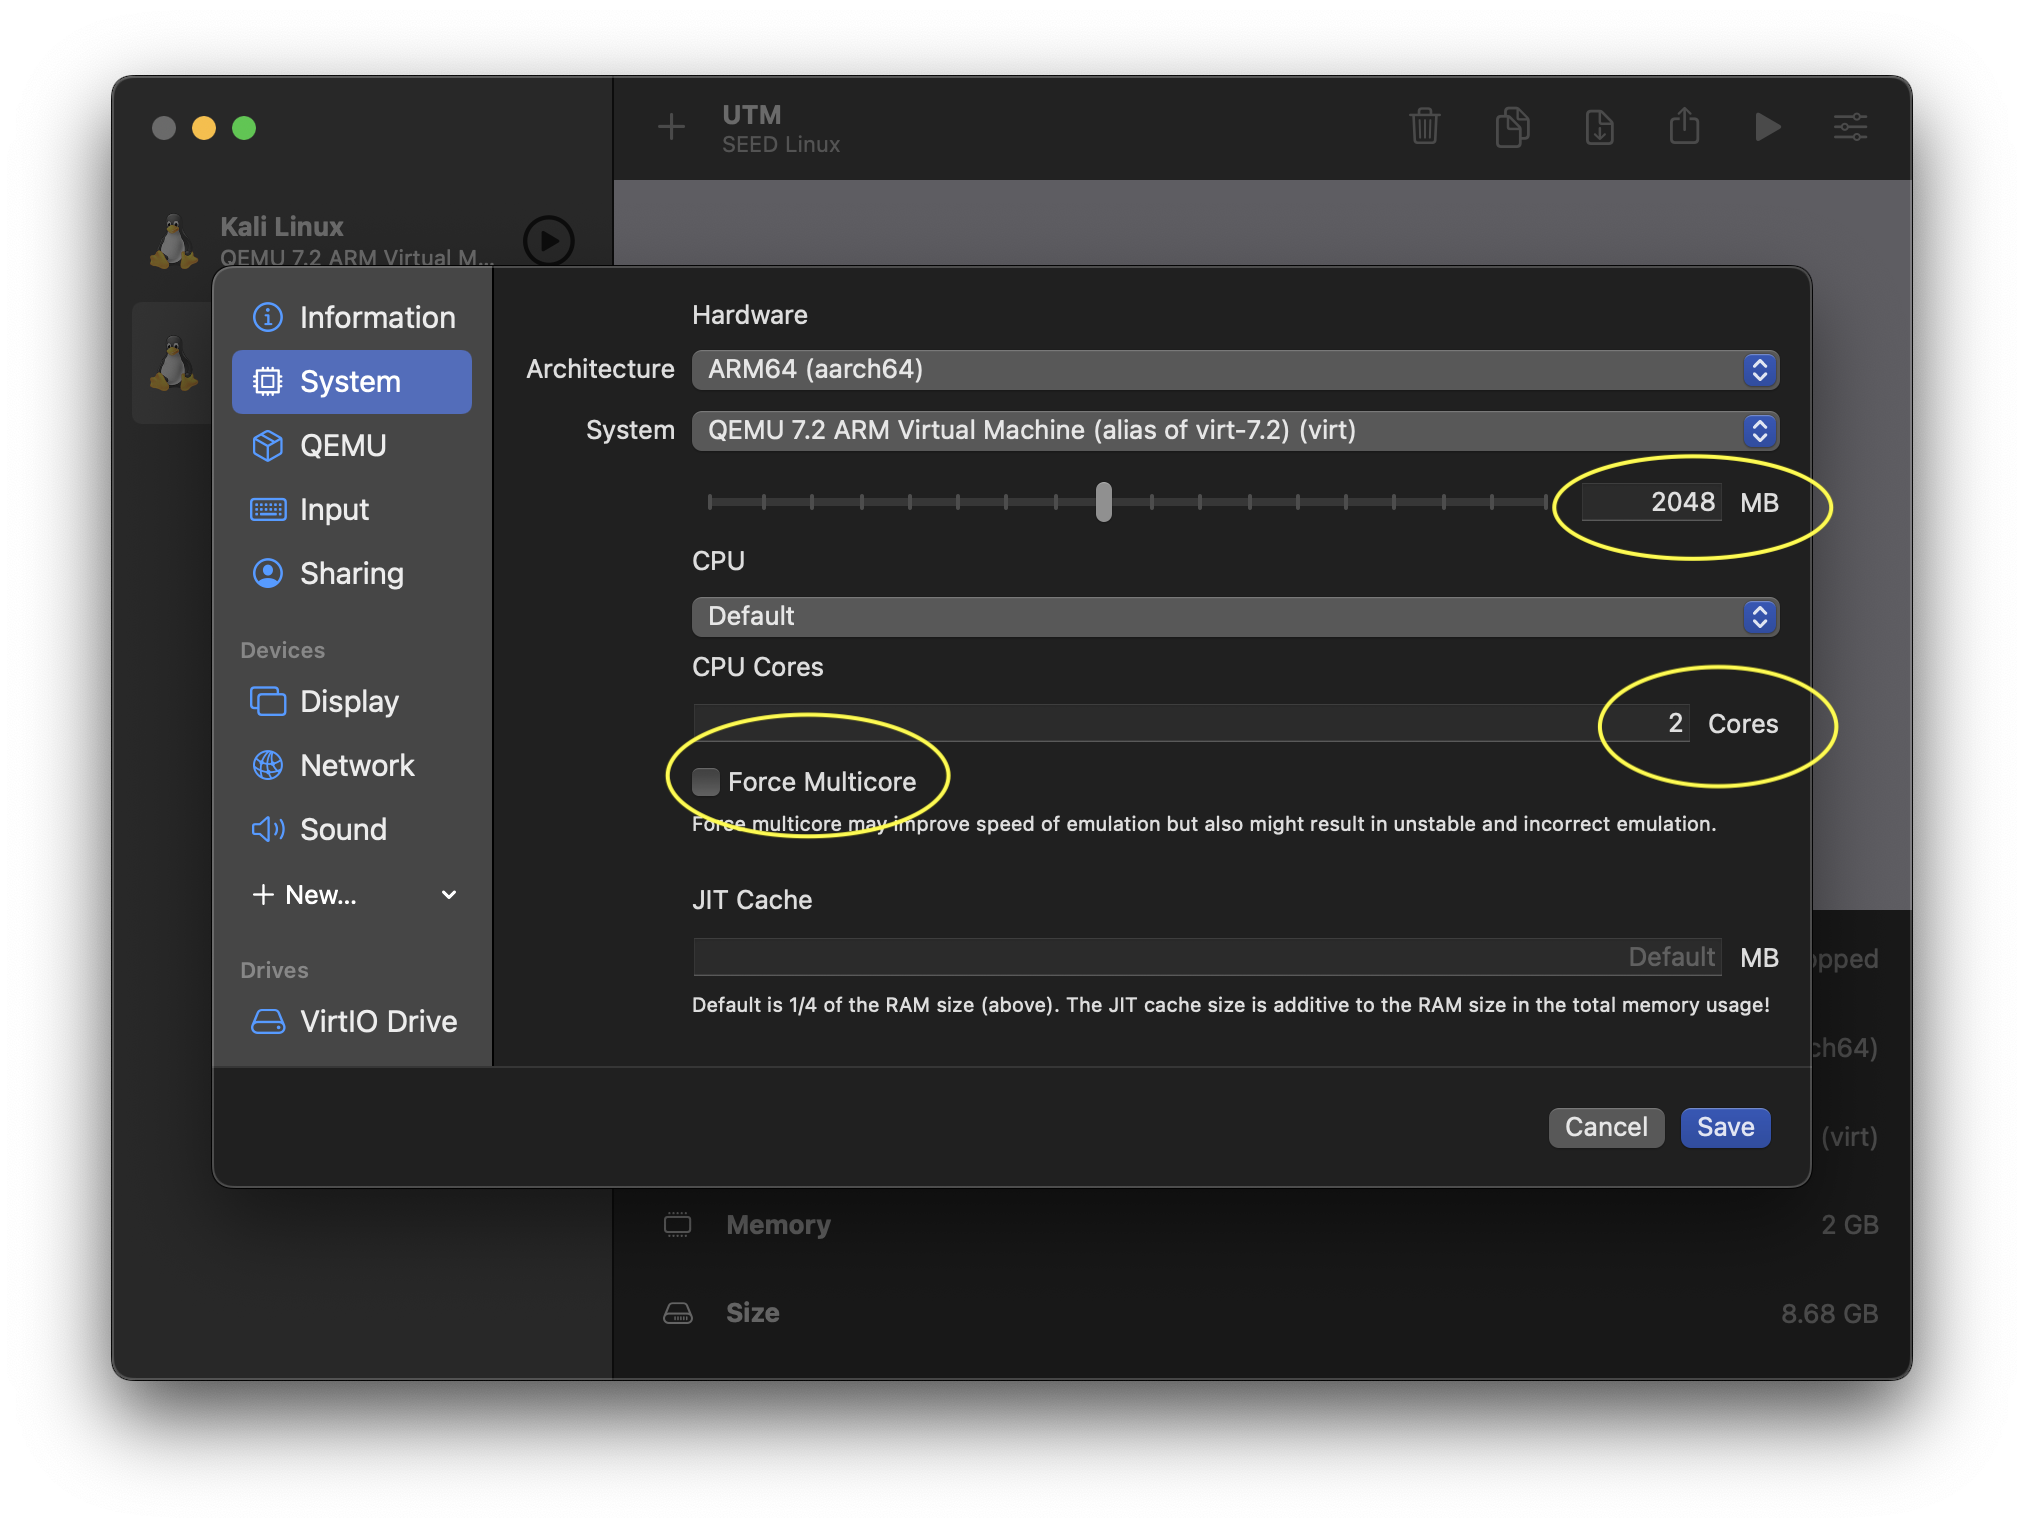 UTM
SEED Linux
Kali Linux
QEMU 7.2 ARM Virtual M...
Information
System
QEMU
Input
Sharing
Devices
Display
Network
Sound
New...
Drives
VirtIO Drive
Hardware
Architecture ARM64 (aarch64)
System QEMU 7.2 ARM Virtual Machine (alias of virt-7.2) (virt)
2048 MB
CPU
Default
CPU Cores
2 Cores
Force Multicore
Force multicore may improve speed of emulation but also might result in unstable and incorrect emulation.
JIT Cache
Default MB
Default is 1/4 of the RAM size (above). The JIT cache size is additive to the RAM size in the total memory usage!
Cancel Save
opped
ch64)
(virt)
Memory 2 GB
Size 8.68 GB